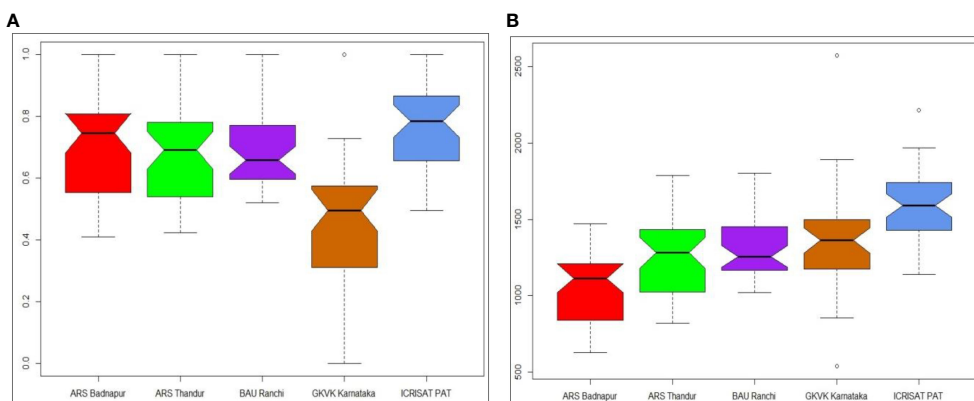 A
1.0
0.8
0.6
0.4
0.2
0.0
ARS Badnapur ARS Thandur BAU Ranchi GKVK Karnataka ICRISAT PAT
B
2500
2000
1500
1000
500
ARS Badnapur ARS Thandur BAU Ranchi GKVK Karnataka ICRISAT PAT